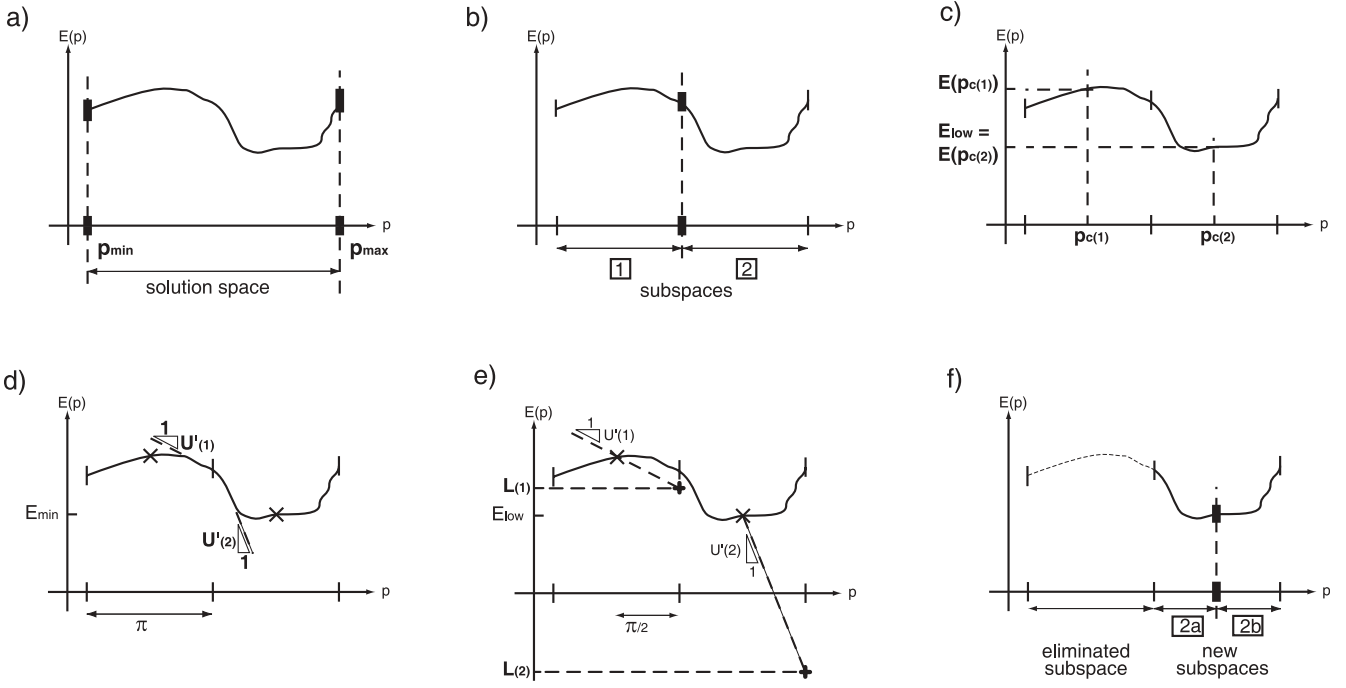 a)
E(p)
p
pmin
pmax
solution space
b)
E(p)
p
1
2
subspaces
c)
E(p)
E(pc(1))
Elow =
E(pc(2))
p
pc(1)
pc(2)
d)
E(p)
1
U'(1)
Emin
U'(2)
1
p
π
e)
E(p)
1
U'(1)
L(1)
Elow
U'(2)
1
p
π/2
L(2)
f)
E(p)
p
2a
2b
eliminated
subspace
new
subspaces